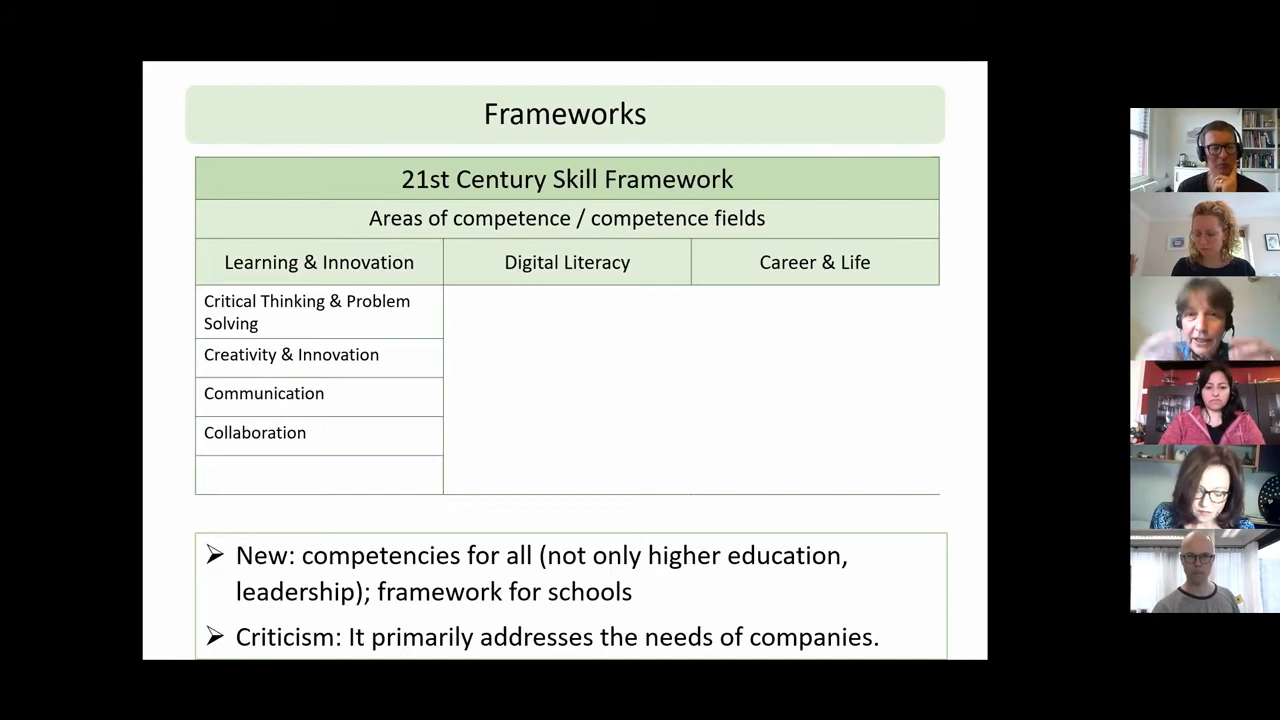 Frameworks
21st Century Skill Framework
Areas of competence / competence fields
Learning & Innovation
Digital Literacy
Career & Life
Critical Thinking & Problem
Solving
Creativity & Innovation
Communication
Collaboration
New: competencies for all (not only higher education,
leadership); framework for schools
Criticism: It primarily addresses the needs of companies.